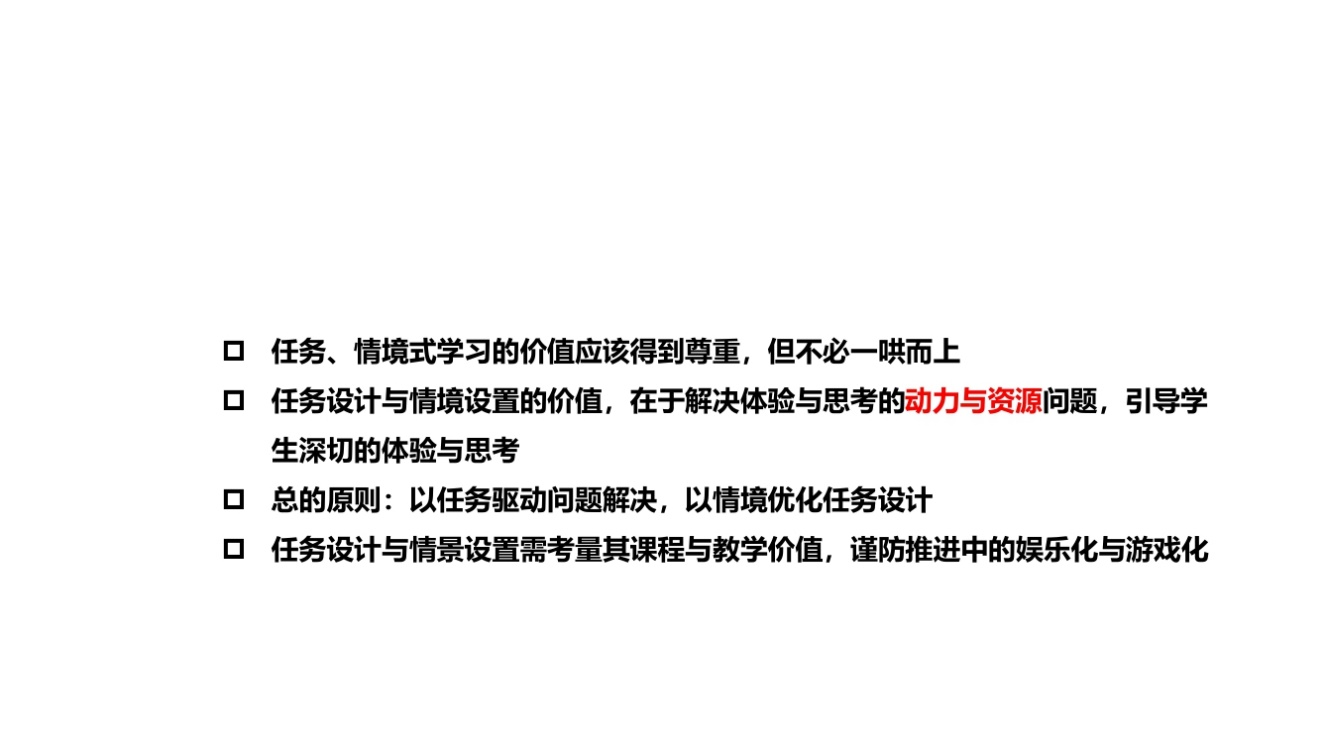 任务、情境式学习的价值应该得到尊重，但不必一哄而上
任务设计与情境设置的价值，在于解决体验与思考的动力与资源问题，引导学
生深切的体验与思考
总的原则：以任务驱动问题解决，以情境优化任务设计
任务设计与情景设置需考量其课程与教学价值，谨防推进中的娱乐化与游戏化